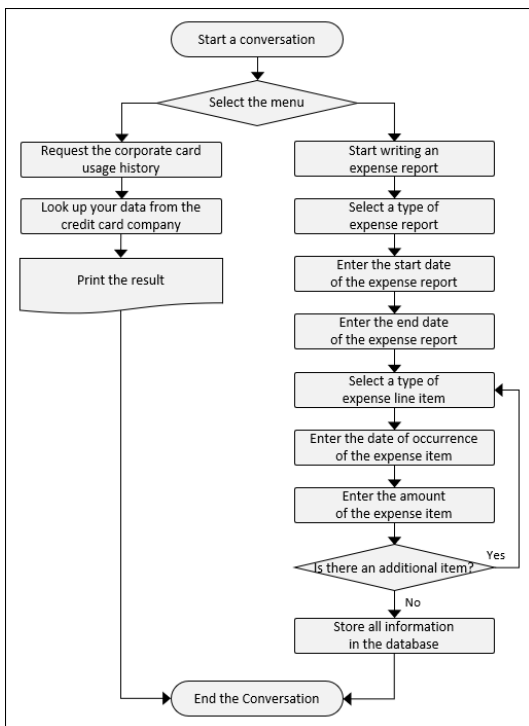 Start a conversation
Select the menu
Request the corporate card
usage history
Look up your data from the
credit card company
Print the result
Start writing an
expense report
Select a type of
expense report
Enter the start date
of the expense report
Enter the end date
of the expense report
Select a type of
expense line item
Enter the date of occurrence
of the expense item
Enter the amount
of the expense item
Is there an additional item?
Yes
No
Store all information
in the database
End the Conversation